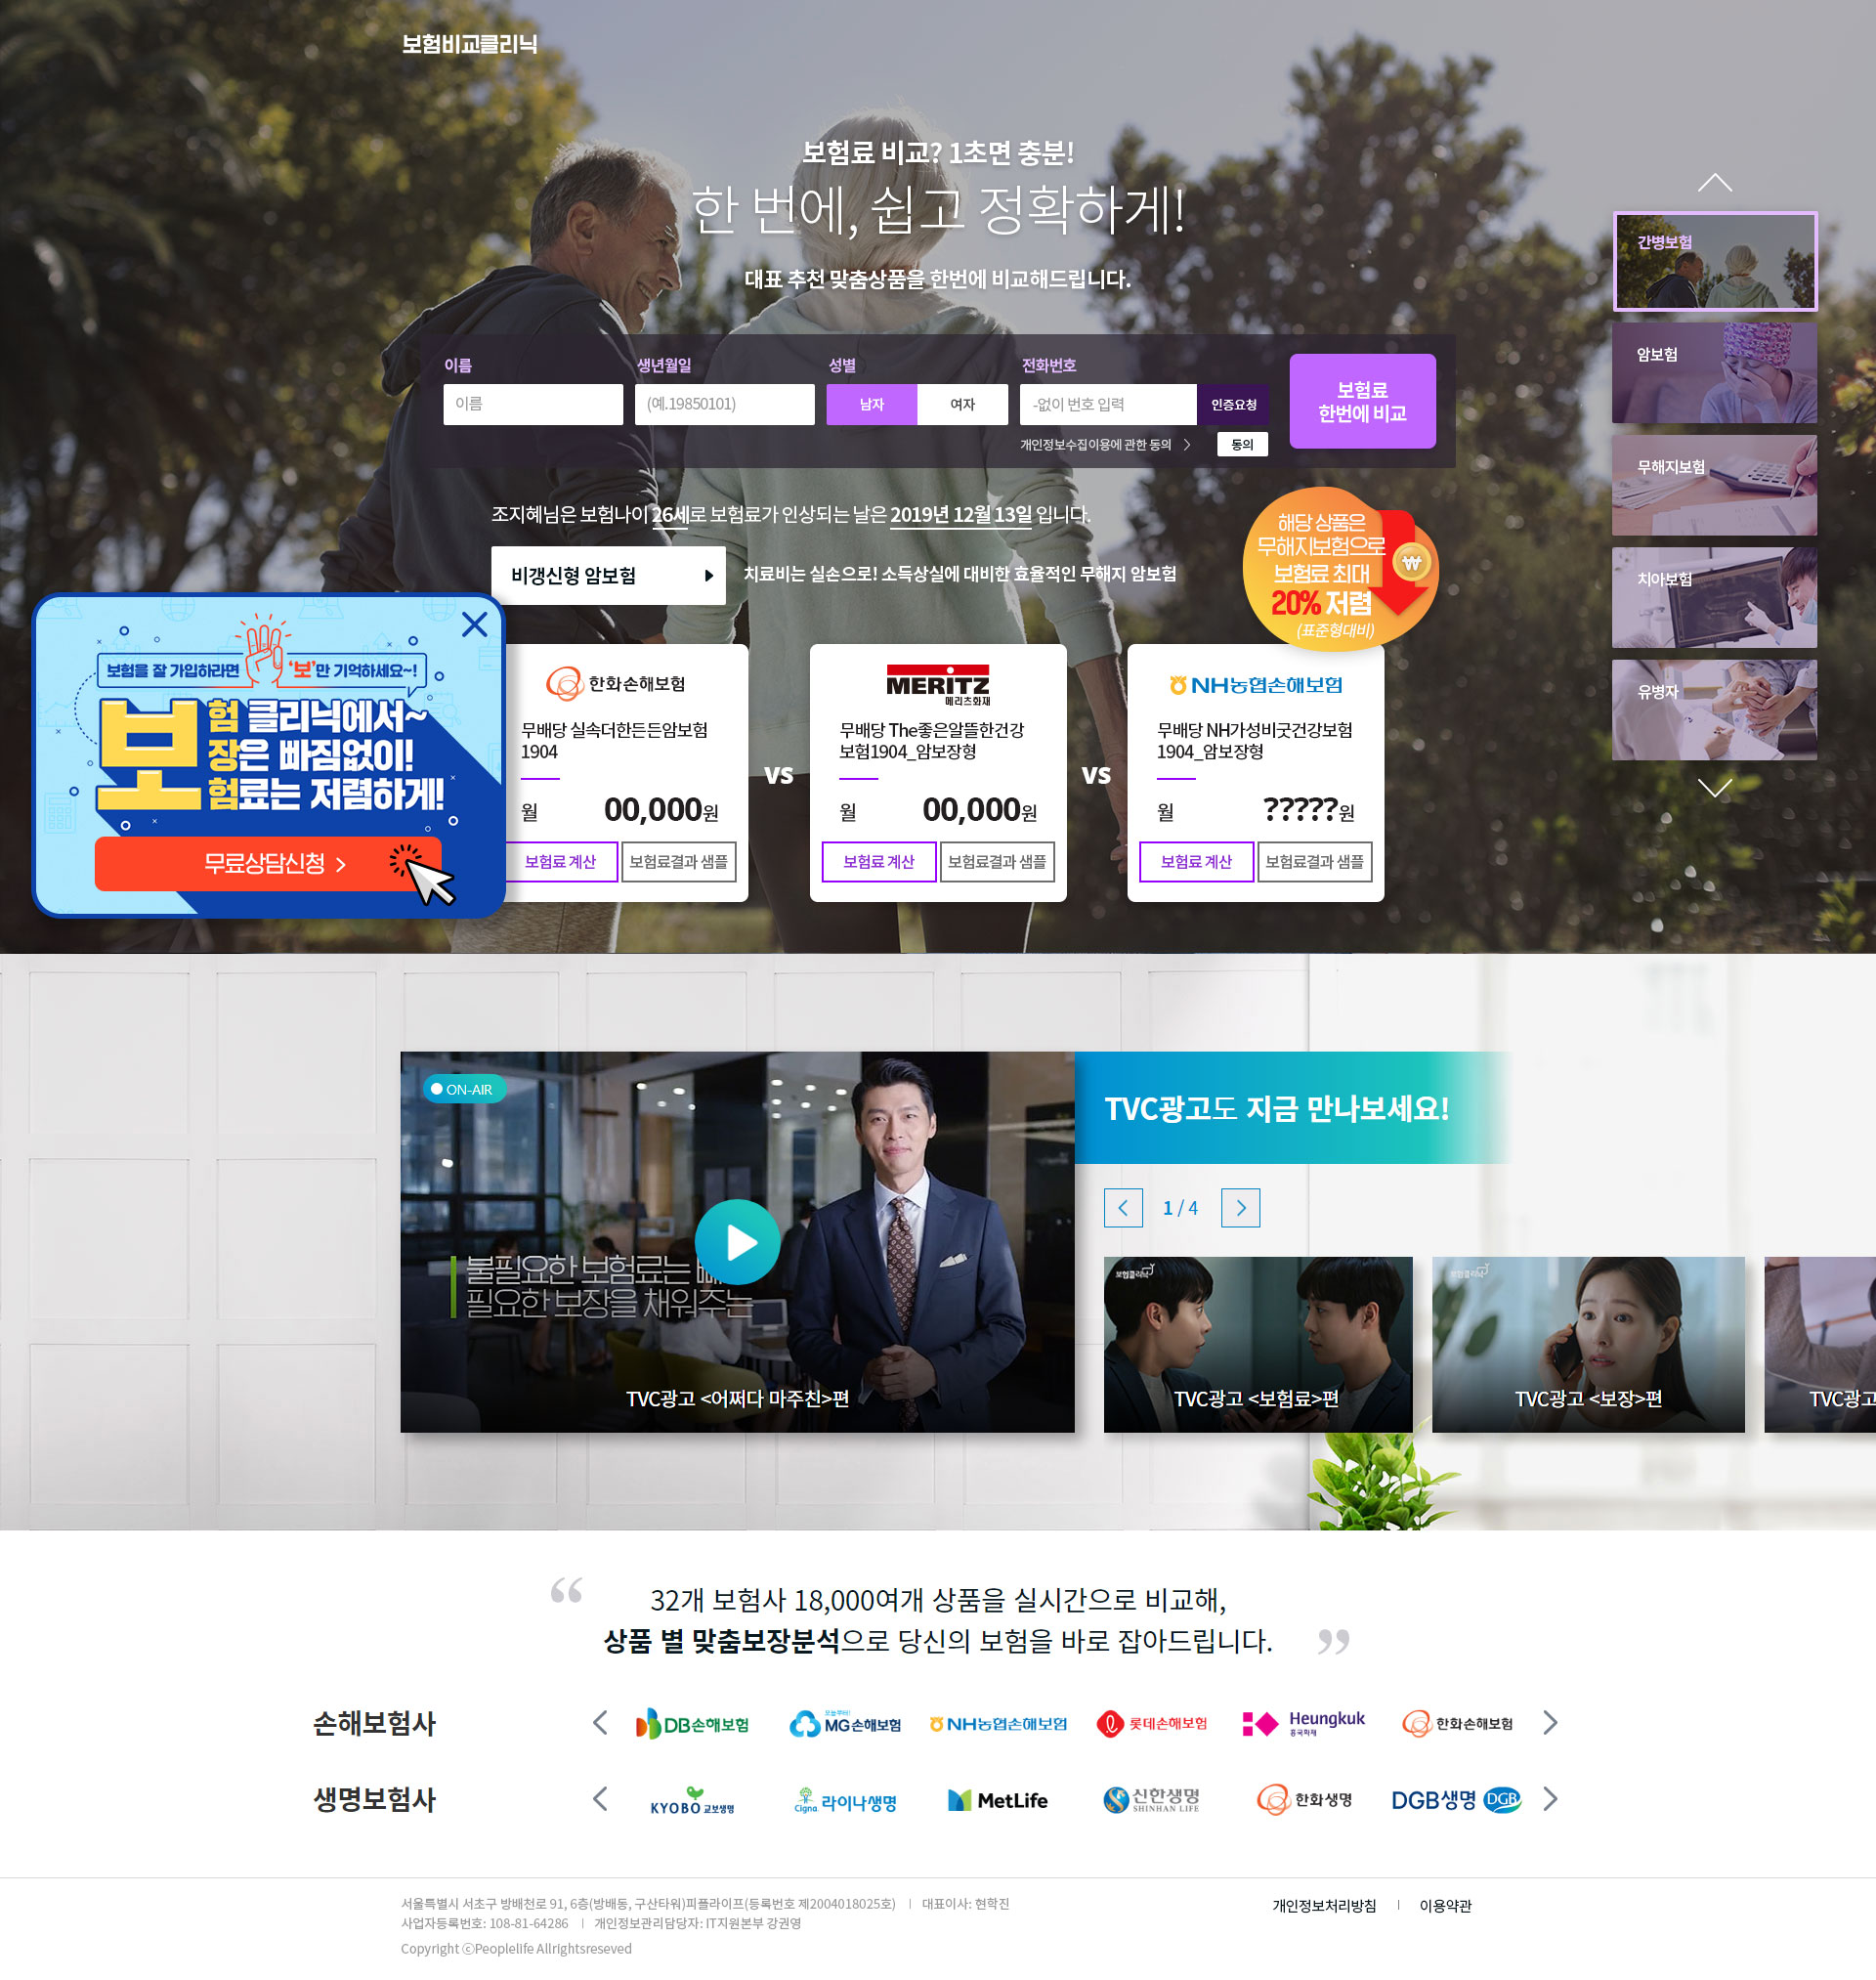 보험비교클리닉
보험료 비교? 1초면 충분!
한 번에, 쉽고 정확하게!
대표 추천 맞춤상품을 한번에 비교해드립니다.
이름
생년월일
성별
전화번호
이름
(예.19850101)
남자
여자
-없이 번호 입력
인증요청
보험료
한번에 비교
개인정보수집이용에 관한 동의 >
동의
조지혜님은 보험나이 26세로 보험료가 인상되는 날은 2019년 12월 13일 입니다.
비갱신형 암보험
치료비는 실손으로! 소득상실에 대비한 효율적인 무해지 암보험
해당 상품은
무해지보험으로
보험료 최대
20% 저렴
(표준형대비)
간병보험
암보험
무해지보험
치아보험
유병자
보험을 잘 가입하라면 '보'만 기억하세요~!
보험 클리닉에서~
장은 빠짐없이!
험료는 저렴하게!
무료상담신청 >
한화손해보험
무배당 실속더한든든암보험
1904
월 00,000원
보험료 계산
보험료결과 샘플
VS
MERITZ
메리츠화재
무배당 The좋은알뜰한건강
보험1904_암보장형
월 00,000원
보험료 계산
보험료결과 샘플
VS
NH농협손해보험
무배당 NH가성비굿건강보험
1904_암보장형
월 ?????원
보험료 계산
보험료결과 샘플
ON-AIR
불필요한 보험료는
필요한 보장을 채워주는
TVC광고 <어쩌다 마주친>편
TVC광고도 지금 만나보세요!
1 / 4
보험클리닉
TVC광고 <보험료>편
보험클리닉
TVC광고 <보장>편
TVC광고
“ 32개 보험사 18,000여개 상품을 실시간으로 비교해,
상품 별 맞춤보장분석으로 당신의 보험을 바로 잡아드립니다. ”
손해보험사
DB손해보험
오늘부터!
MG손해보험
NH농협손해보험
롯데손해보험
Heungkuk
흥국화재
한화손해보험
생명보험사
KYOBO 교보생명
Cigna 라이나생명
MetLife
신한생명
SHINHAN LIFE
한화생명
DGB생명 DGB
서울특별시 서초구 방배천로 91, 6층(방배동, 구산타워)피플라이프(등록번호 제2004018025호) | 대표이사: 현학진
사업자등록번호: 108-81-64286 | 개인정보관리담당자: IT지원본부 강권영
Copyright ⓒPeoplelife Allrightsreseved
개인정보처리방침 | 이용약관